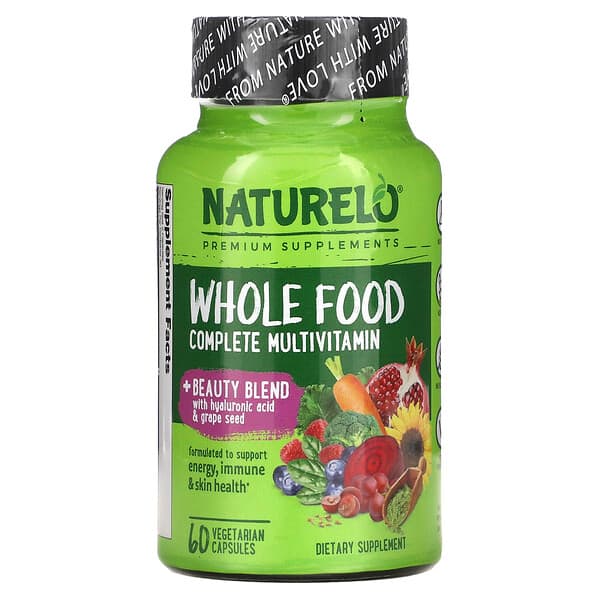 FROM NATURE WITH LOVE®
NATURELO®
PREMIUM SUPPLEMENTS
WHOLE FOOD
COMPLETE MULTIVITAMIN
+BEAUTY BLEND
with hyaluronic acid
& grape seed
formulated to support
energy, immune
& skin health*
60 VEGETARIAN
CAPSULES
DIETARY SUPPLEMENT
Supplement Facts